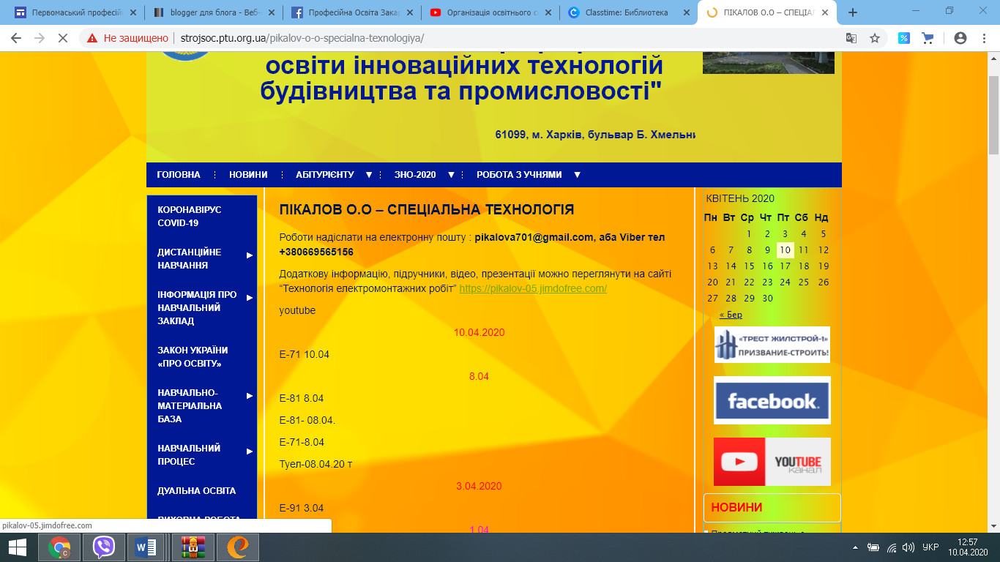 Первомаський професій
blogger для блога - Веб-
Професійна Освіта Зака
Організація освітнього с
Classtime: Библиотека
ПІКАЛОВ О.О – СПЕЦІАЛ
Не защищено
strojsoc.ptu.org.ua/pikalov-o-o-specialna-texnologiya/
освіти інноваційних технологій
будівництва та промисловості"
61099, м. Харків, бульвар Б. Хмельни
ГОЛОВНА
НОВИНИ
АБІТУРІЄНТУ
ЗНО-2020
РОБОТА З УЧНЯМИ
КОРОНАВІРУС
COVID-19
ДИСТАНЦІЙНЕ
НАВЧАННЯ
ІНФОРМАЦІЯ ПРО
НАВЧАЛЬНИЙ
ЗАКЛАД
ЗАКОН УКРАЇНИ
«ПРО ОСВІТУ»
НАВЧАЛЬНО-
МАТЕРІАЛЬНА
БАЗА
НАВЧАЛЬНИЙ
ПРОЦЕС
ДУАЛЬНА ОСВІТА
ВИХОВНА РОБОТА
ПІКАЛОВ О.О – СПЕЦІАЛЬНА ТЕХНОЛОГІЯ
Роботи надіслати на електронну пошту : pikalova701@gmail.com, аба Viber тел
+380669565156
Додаткову інформацію, підручники, відео, презентації можно переглянути на сайті
“Технологія електромонтажних робіт” https://pikalov-05.jimdofree.com/
youtube
10.04.2020
Е-71 10.04
8.04
Е-81 8.04
Е-81- 08.04.
Е-71-8.04
Туел-08.04.20 т
3.04.2020
Е-91 3.04
1.04
КВІТЕНЬ 2020
Пн Вт Ср Чт Пт Сб Нд
1 2 3 4 5
6 7 8 9 10 11 12
13 14 15 16 17 18 19
20 21 22 23 24 25 26
27 28 29 30
« Бер
«ТРЕСТ ЖИЛСТРОЙ-1»
ПРИЗВАНИЕ-СТРОИТЬ!
facebook.
YOUTUBE
КАНАЛ
НОВИНИ
pikalov-05.jimdofree.com
УКР
12:57
10.04.2020